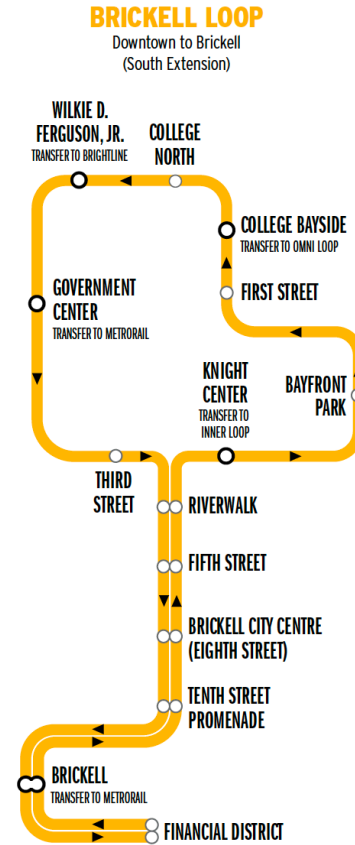 BRICKELL LOOP
Downtown to Brickell
(South Extension)
WILKIE D.
FERGUSON, JR.
TRANSFER TO BRIGHTLINE
COLLEGE
NORTH
COLLEGE BAYSIDE
TRANSFER TO OMNI LOOP
GOVERNMENT
CENTER
TRANSFER TO METRORAIL
FIRST STREET
KNIGHT
CENTER
TRANSFER TO
INNER LOOP
BAYFRONT
PARK
THIRD
STREET
RIVERWALK
FIFTH STREET
BRICKELL CITY CENTRE
(EIGHTH STREET)
TENTH STREET
PROMENADE
BRICKELL
TRANSFER TO METRORAIL
FINANCIAL DISTRICT